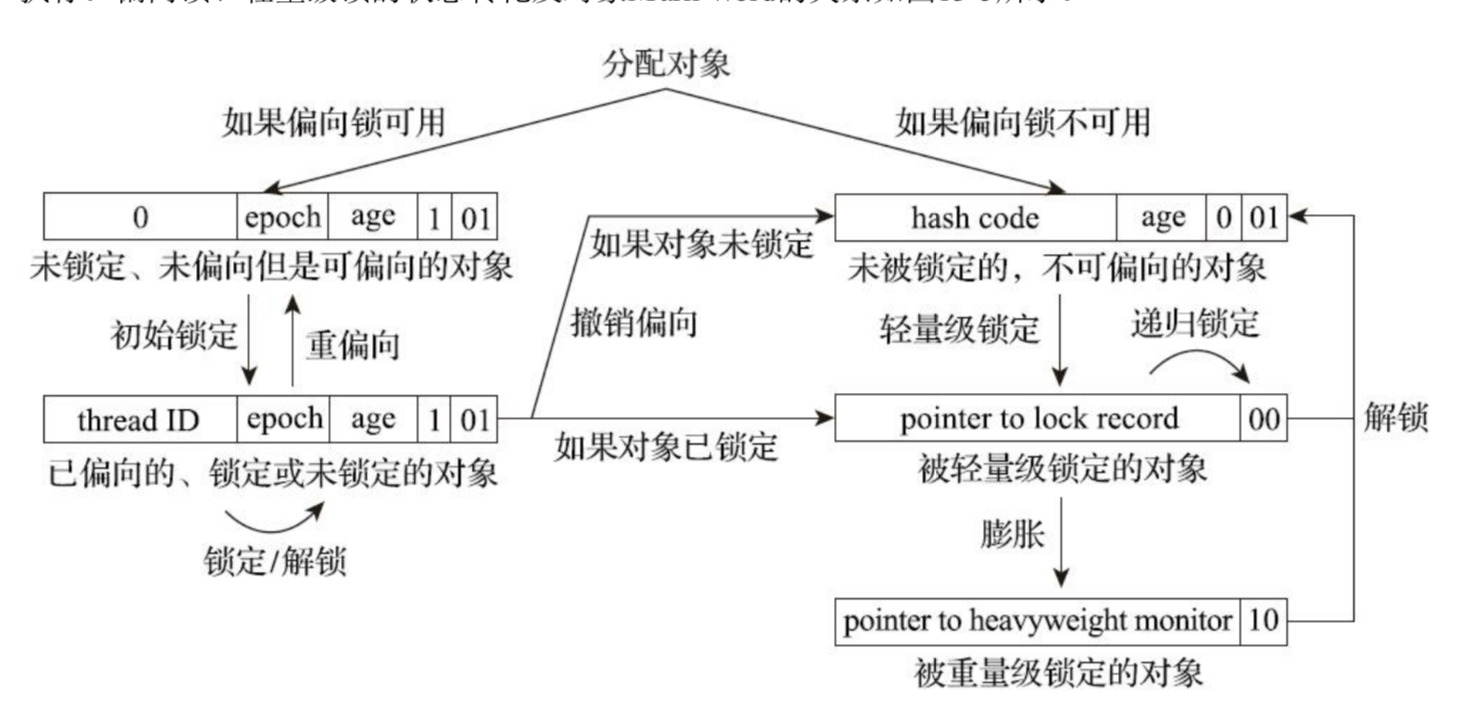 分配对象
如果偏向锁可用
如果偏向锁不可用
0 epoch age 1 01
hash code age 0 01
未锁定、未偏向但是可偏向的对象
如果对象未锁定
未被锁定的，不可偏向的对象
初始锁定
重偏向
撤销偏向
轻量级锁定
递归锁定
thread ID epoch age 1 01
pointer to lock record 00
解锁
已偏向的、锁定或未锁定的对象
如果对象已锁定
被轻量级锁定的对象
锁定/解锁
膨胀
pointer to heavyweight monitor 10
被重量级锁定的对象